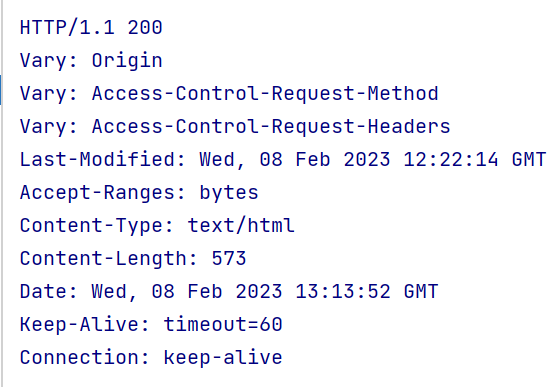 HTTP/1.1 200
Vary: Origin
Vary: Access-Control-Request-Method
Vary: Access-Control-Request-Headers
Last-Modified: Wed, 08 Feb 2023 12:22:14 GMT
Accept-Ranges: bytes
Content-Type: text/html
Content-Length: 573
Date: Wed, 08 Feb 2023 13:13:52 GMT
Keep-Alive: timeout=60
Connection: keep-alive